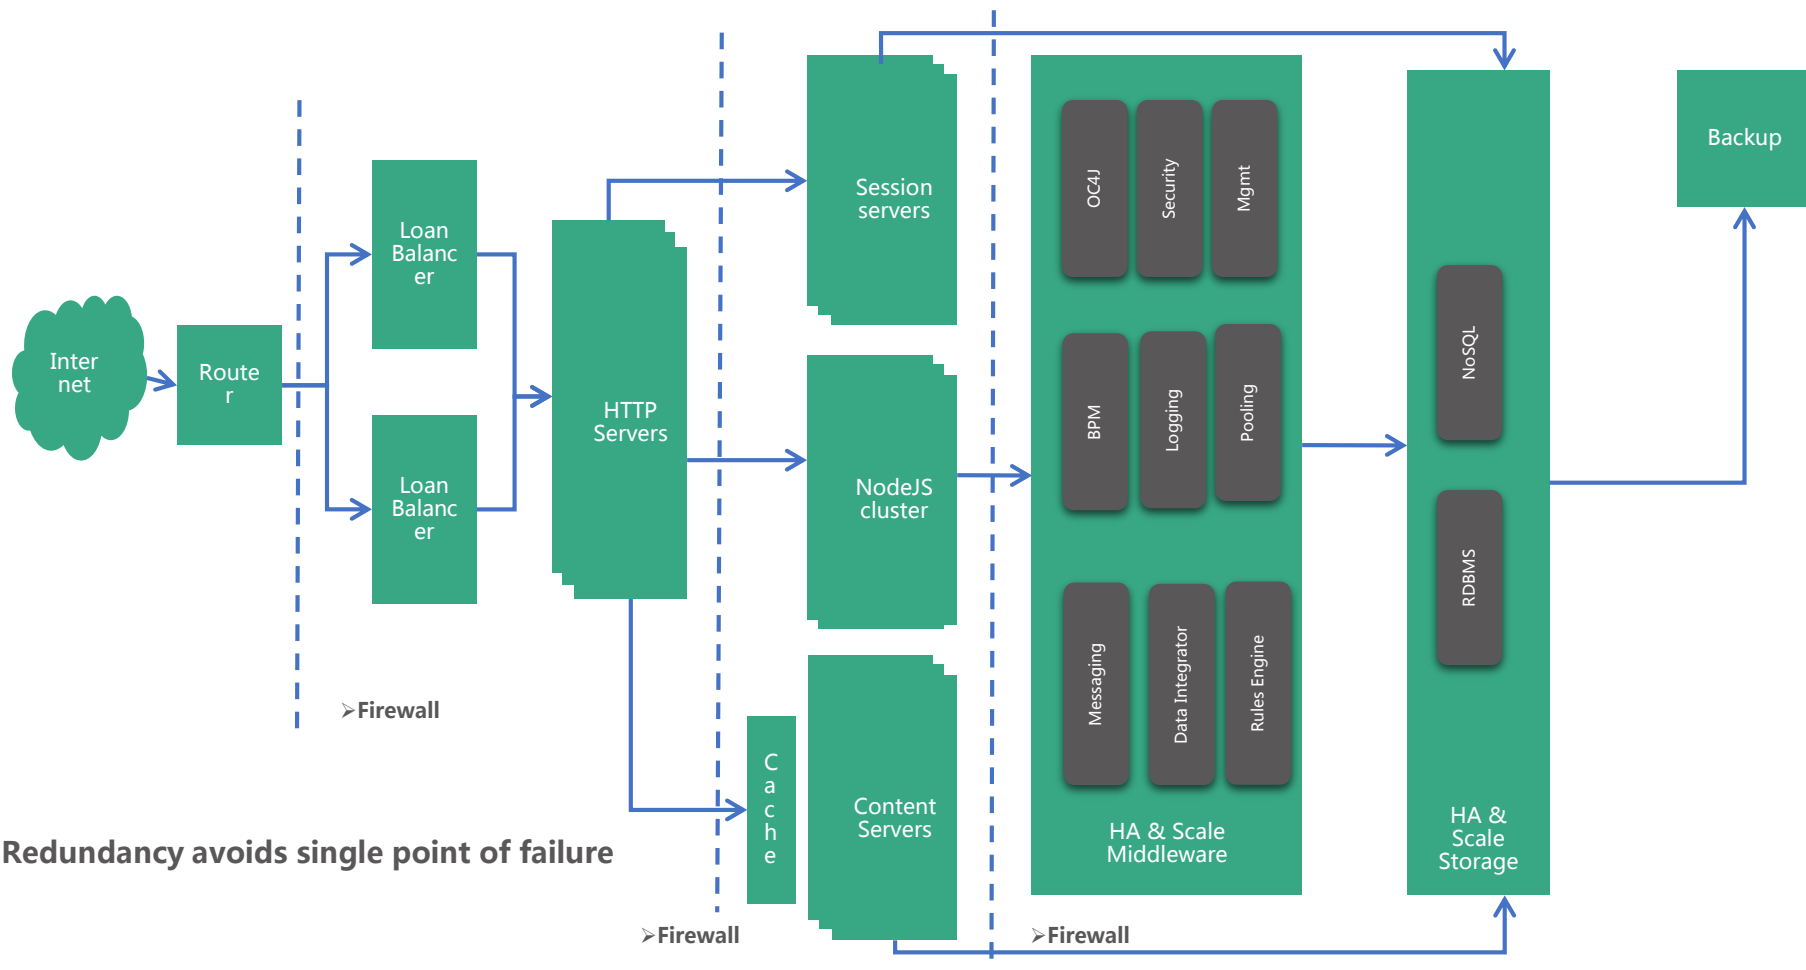 Inter
net
Route
r
Loan
Balanc
er
Loan
Balanc
er
➢Firewall
HTTP
Servers
Session
servers
NodeJS
cluster
C
a
c
h
e
Content
Servers
➢Firewall
OC4J
Security
Mgmt
BPM
Logging
Pooling
Messaging
Data Integrator
Rules Engine
HA & Scale
Middleware
➢Firewall
NoSQL
RDBMS
HA &
Scale
Storage
Backup
Redundancy avoids single point of failure